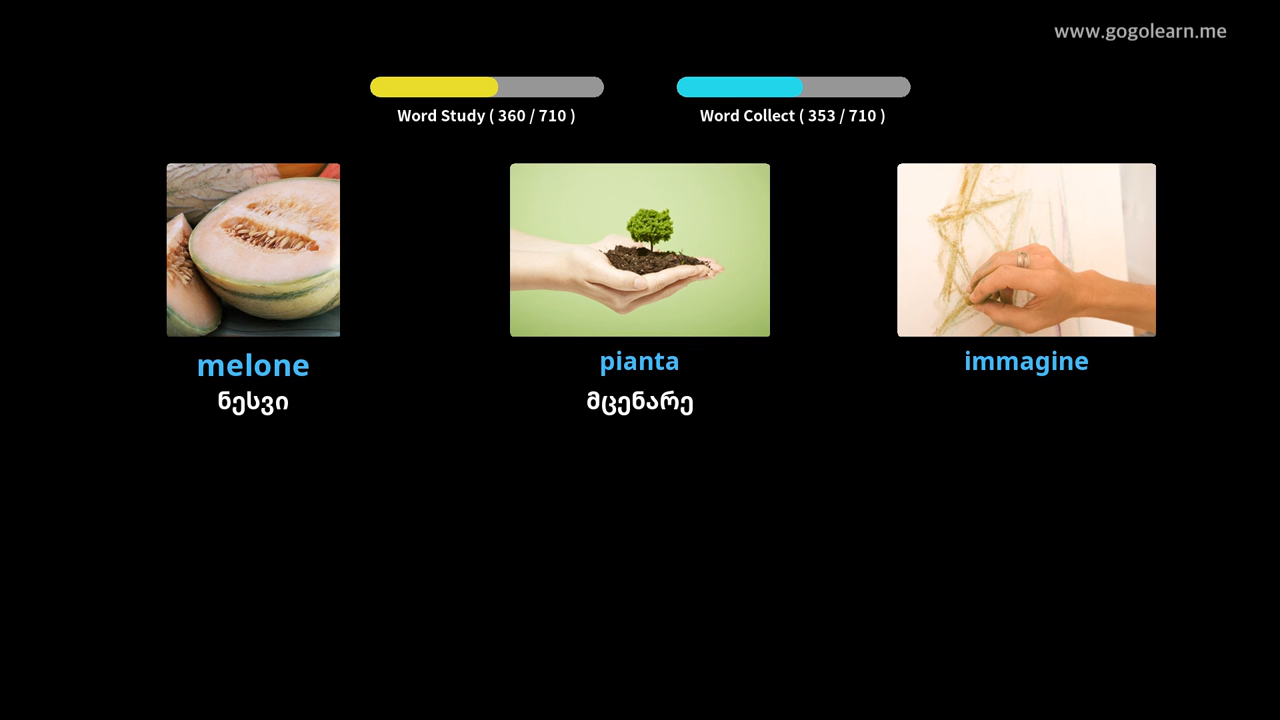 www.gogolearn.me
Word Study ( 360 / 710 )
Word Collect ( 353 / 710 )
melone
ნესვი
pianta
მცენარე
immagine